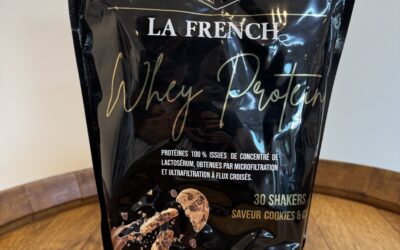 LA FRENCH
Whey Protein
PROTÉINES 100 % ISSUES DE CONCENTRÉ DE
LACTOSÉRUM, OBTENUES PAR MICROFILTRATION
ET ULTRAFILTRATION À FLUX CROISÉS.
30 SHAKERS
SAVEUR COOKIES &